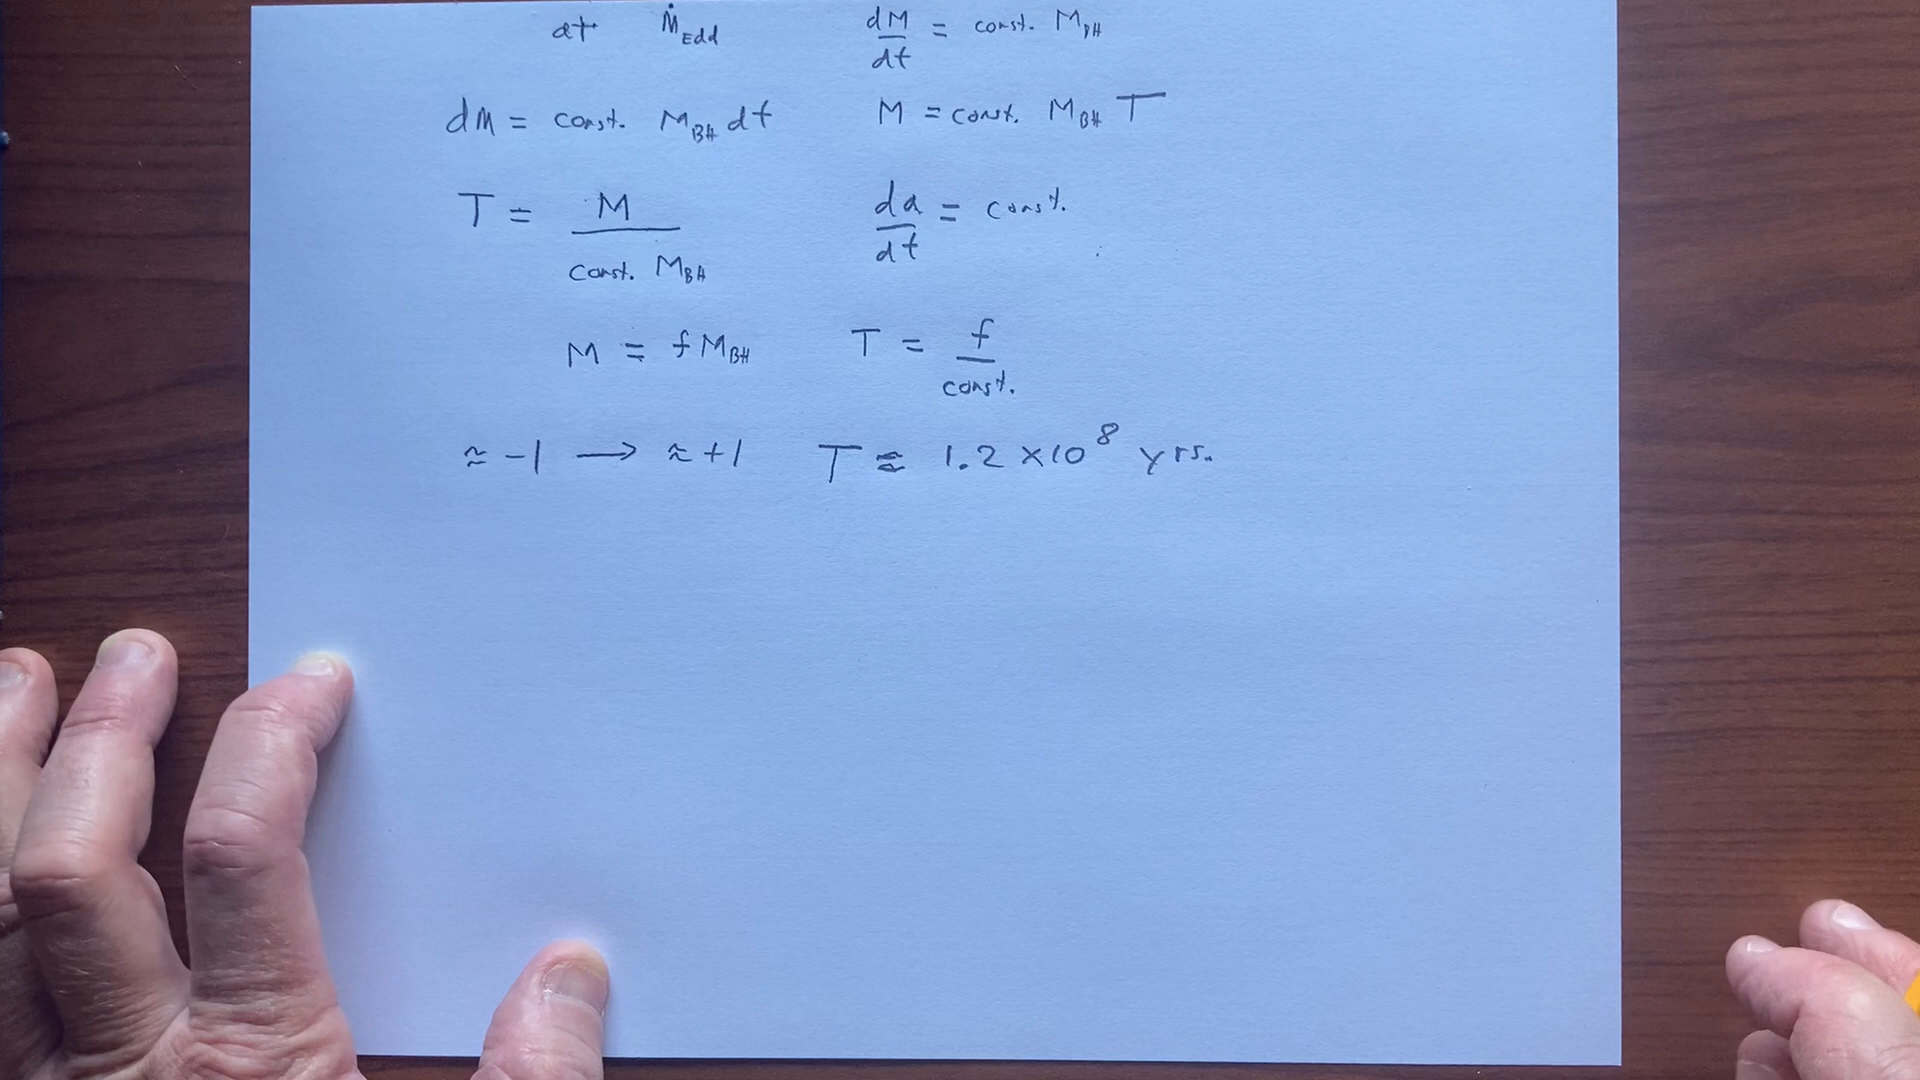 at Ṁ_Edd dM/dt = const. M_BH
dM = const. M_BH dt M = const. M_BH T
T = M / const. M_BH da/dt = const.
M = f M_BH T = f / const.
≈ -1 → ≈ +1 T ≈ 1.2 × 10^8 yrs.